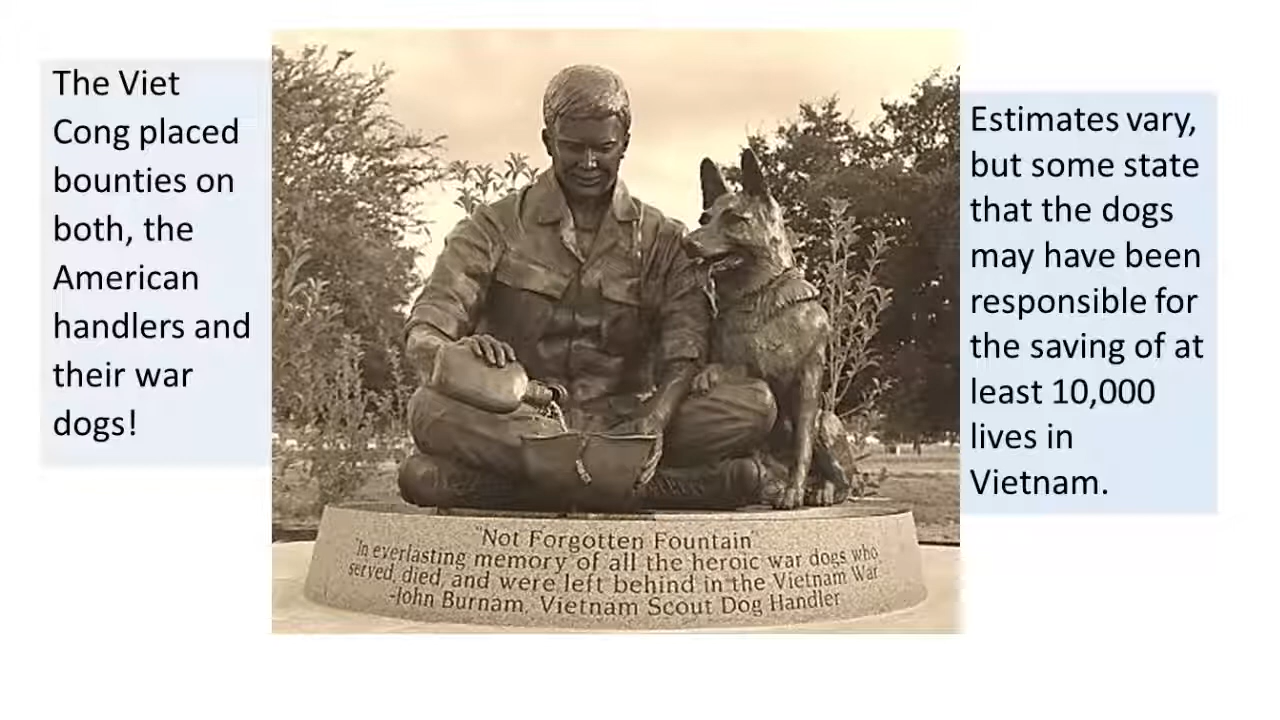 The Viet
Cong placed
bounties on
both, the
American
handlers and
their war
dogs!
"Not Forgotten Fountain"
"In everlasting memory of all the heroic war dogs who
served, died, and were left behind in the Vietnam War
-John Burnam, Vietnam Scout Dog Handler
Estimates vary,
but some state
that the dogs
may have been
responsible for
the saving of at
least 10,000
lives in
Vietnam.